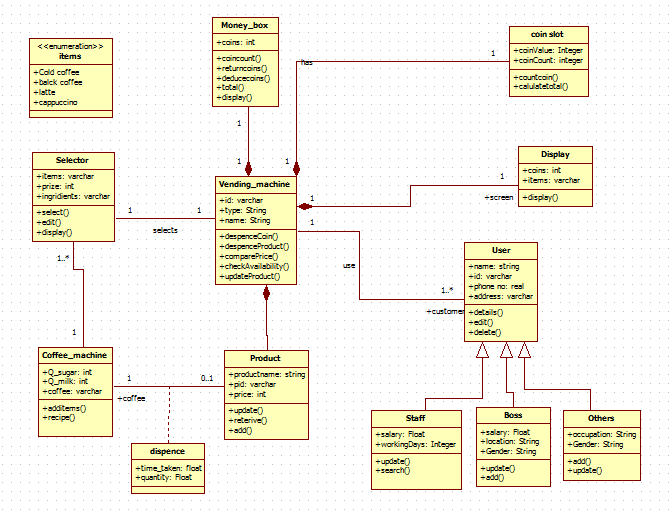 Money_box
+coins: int
+coincount()
+returncoins()
+deducecoins()
+total()
+display()
coin slot
+coinValue: Integer
+coinCount: integer
+countcoin()
+calulatetotal()
<<enumeration>>
items
+Cold coffee
+balck coffee
+latte
+cappuccino
has
1
1
1
1
Selector
+items: varchar
+prize: int
+ingridients: varchar
+select()
+edit()
+display()
Vending_machine
+id: varchar
+type: String
+name: String
+despenceCoin()
+despenceProduct()
+comparePrice()
+checkAvailability()
+updateProduct()
Display
+coins: int
+items: varchar
+display()
1
1
selects
1
1
+screen
1
use
1..*
+customer
User
+name: string
+id: varchar
+phone no: real
+address: varchar
+details()
+edit()
+delete()
1..*
1
Coffee_machine
+Q_sugar: int
+Q_milk: int
+coffee: varchar
+additems()
+recipe()
1
+coffee
0..1
Product
+productname: string
+pid: varchar
+price: int
+update()
+reterive()
+add()
dispence
+time_taken: float
+quantity: Float
Staff
+salary: Float
+workingDays: Integer
+update()
+search()
Boss
+salary: Float
+location: String
+Gender: String
+update()
+add()
Others
+occupation: String
+Gender: String
+add()
+update()